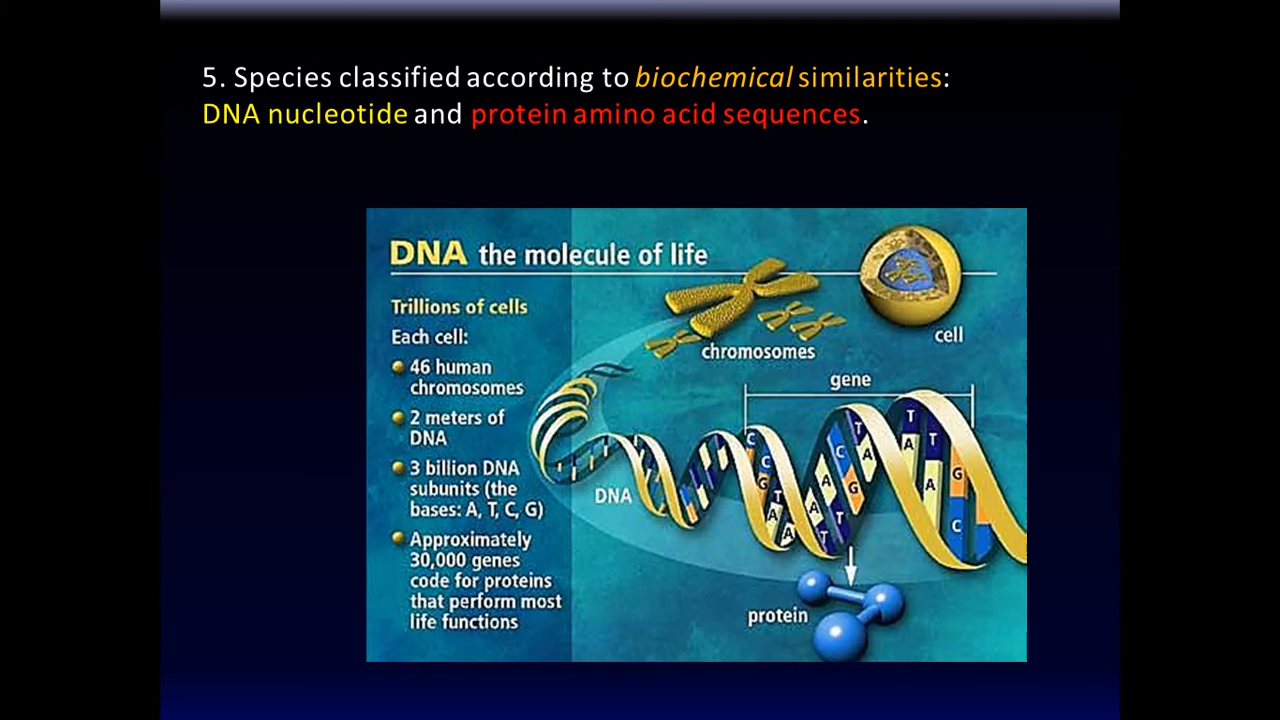 5. Species classified according to biochemical similarities:
DNA nucleotide and protein amino acid sequences.
DNA the molecule of life
Trillions of cells
Each cell:
46 human
chromosomes
2 meters of
DNA
3 billion DNA
subunits (the
bases: A, T, C, G)
Approximately
30,000 genes
code for proteins
that perform most
life functions
cell
chromosomes
gene
DNA
C
C
G
T
A
A
A
A
T
C
T
G
T
A
T
A
T
A
G
C
protein